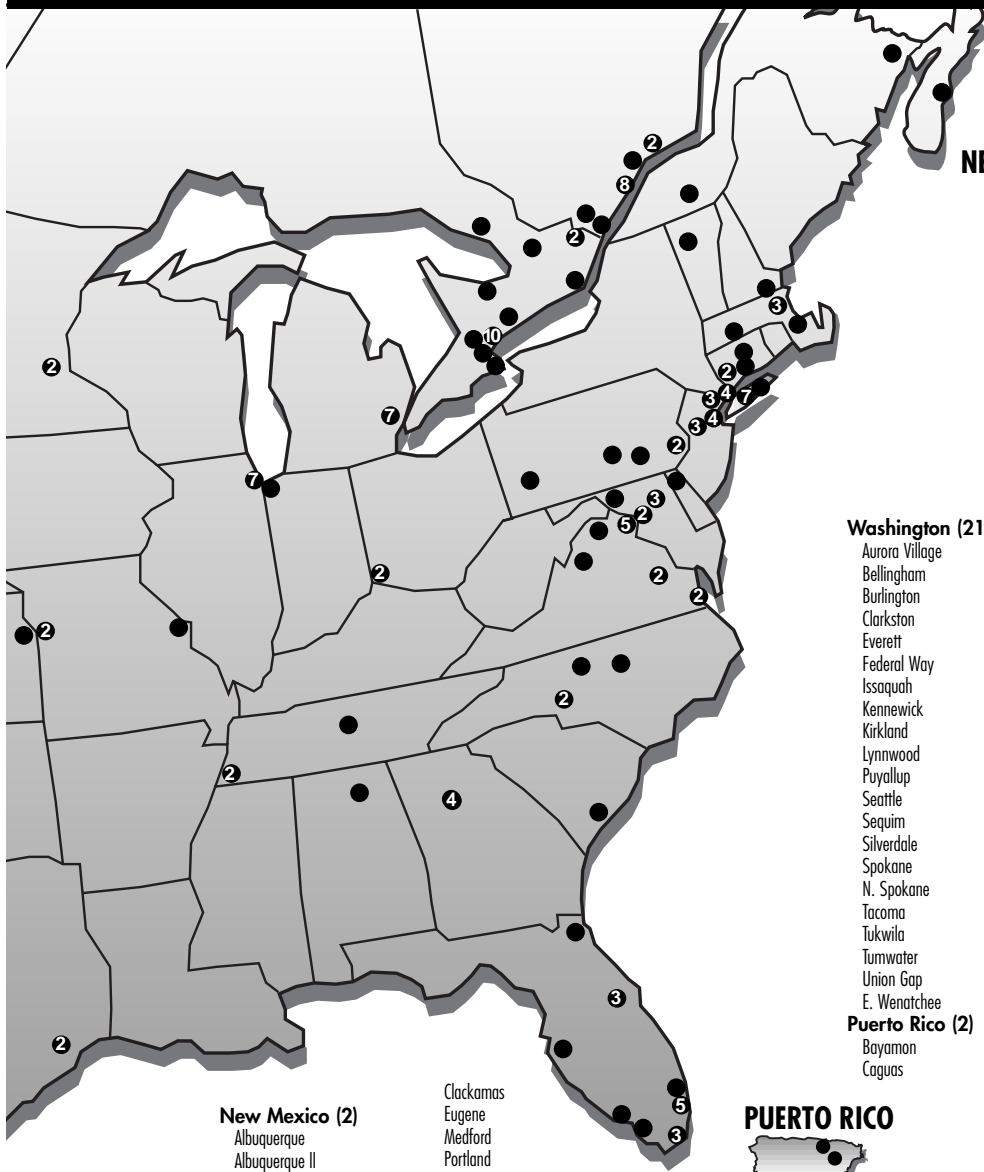 2
8
2
NE
2
10
3
2
7
2
4
3
7
4
3
2
7
3
2
5
2
2
2
2
2
2
4
3
2
5
3
Washington (21
Aurora Village
Bellingham
Burlington
Clarkston
Everett
Federal Way
Issaquah
Kennewick
Kirkland
Lynnwood
Puyallup
Seattle
Sequim
Silverdale
Spokane
N. Spokane
Tacoma
Tukwila
Tumwater
Union Gap
E. Wenatchee
Puerto Rico (2)
Bayamon
Caguas
New Mexico (2)
Albuquerque
Albuquerque II
Clackamas
Eugene
Medford
Portland
PUERTO RICO